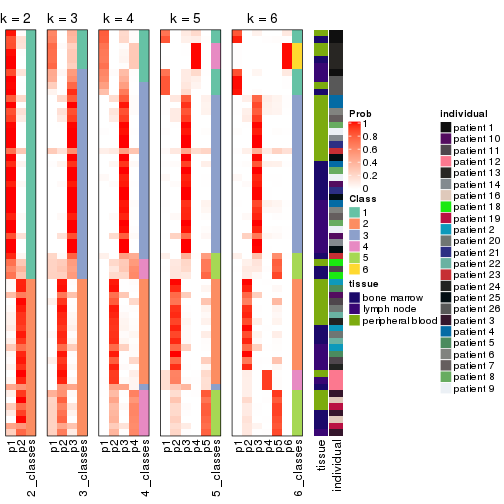 k = 2 k = 3 k = 4 k = 5 k = 6
p1
p2
2_classes
p1
p2
p3
3_classes
p1
p2
p3
p4
4_classes
p1
p2
p3
p4
p5
5_classes
p1
p2
p3
p4
p5
p6
6_classes
tissue
individual
Prob
1
0.8
0.6
0.4
0.2
0
Class
1
2
3
4
5
6
tissue
bone marrow
lymph node
peripheral blood
individual
patient 1
patient 10
patient 11
patient 12
patient 13
patient 14
patient 16
patient 18
patient 19
patient 2
patient 20
patient 21
patient 22
patient 23
patient 24
patient 25
patient 26
patient 3
patient 4
patient 5
patient 6
patient 7
patient 8
patient 9